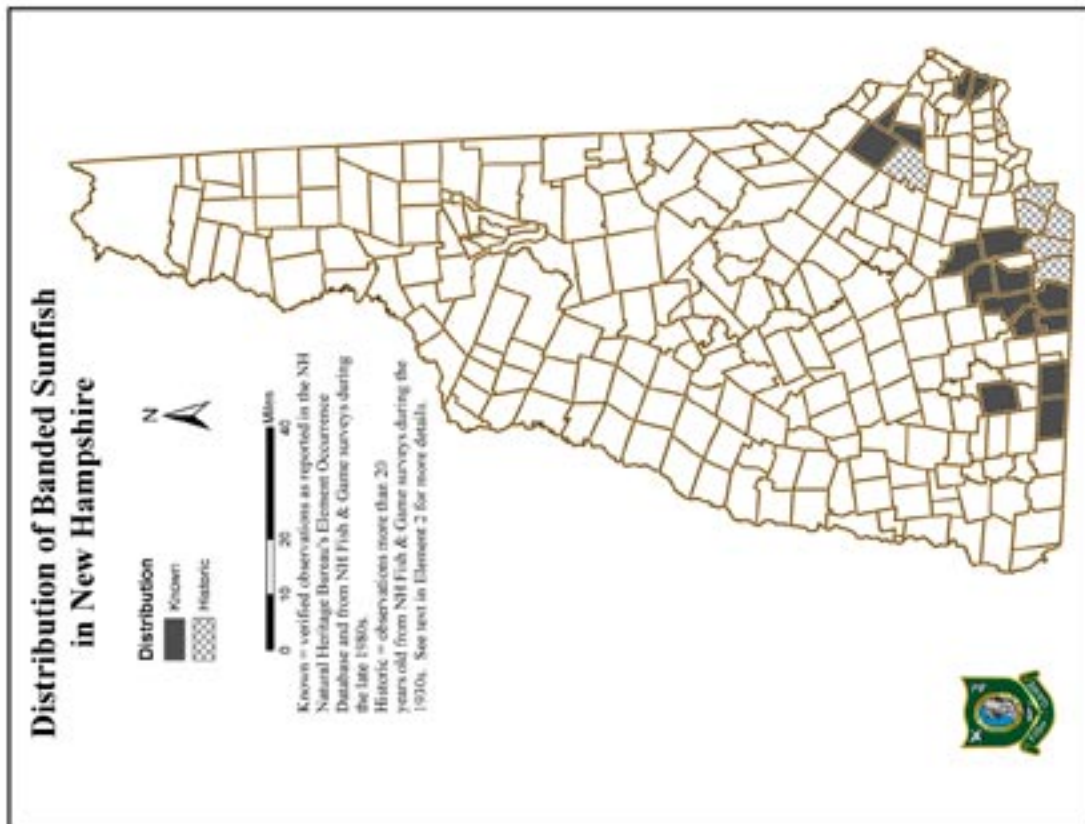 Distribution of Banded Sunfish
in New Hampshire
Distribution
Known
Historic
N
0 10 20 40
Miles
Known = verified observations as reported in the NH
Natural Heritage Bureau's Element Occurrence
Database and from NH Fish & Game surveys during
the late 1980s.
Historic = observations more than 20
years old from NH Fish & Game surveys during the
1930s. See text in Element 2 for more details.